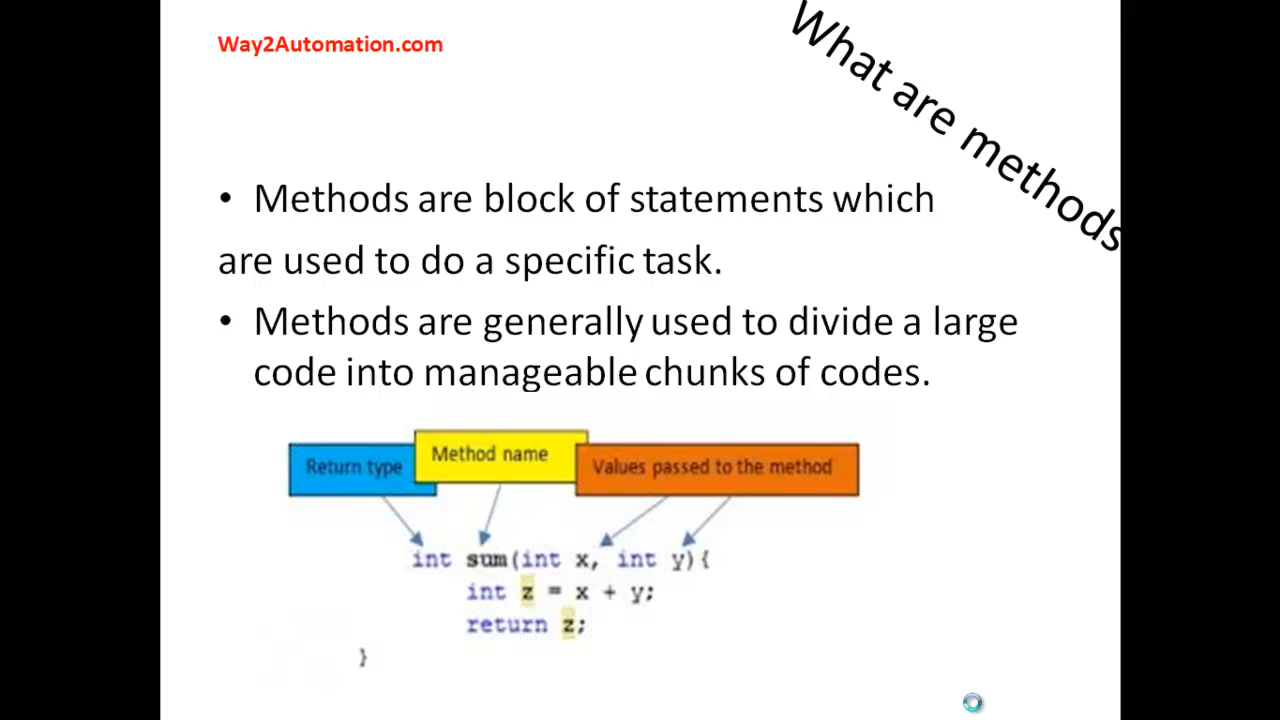 Way2Automation.com
What are methods
• Methods are block of statements which
are used to do a specific task.
• Methods are generally used to divide a large
code into manageable chunks of codes.
Return type
Method name
Values passed to the method
int sum(int x, int y){
int z = x + y;
return z;
}